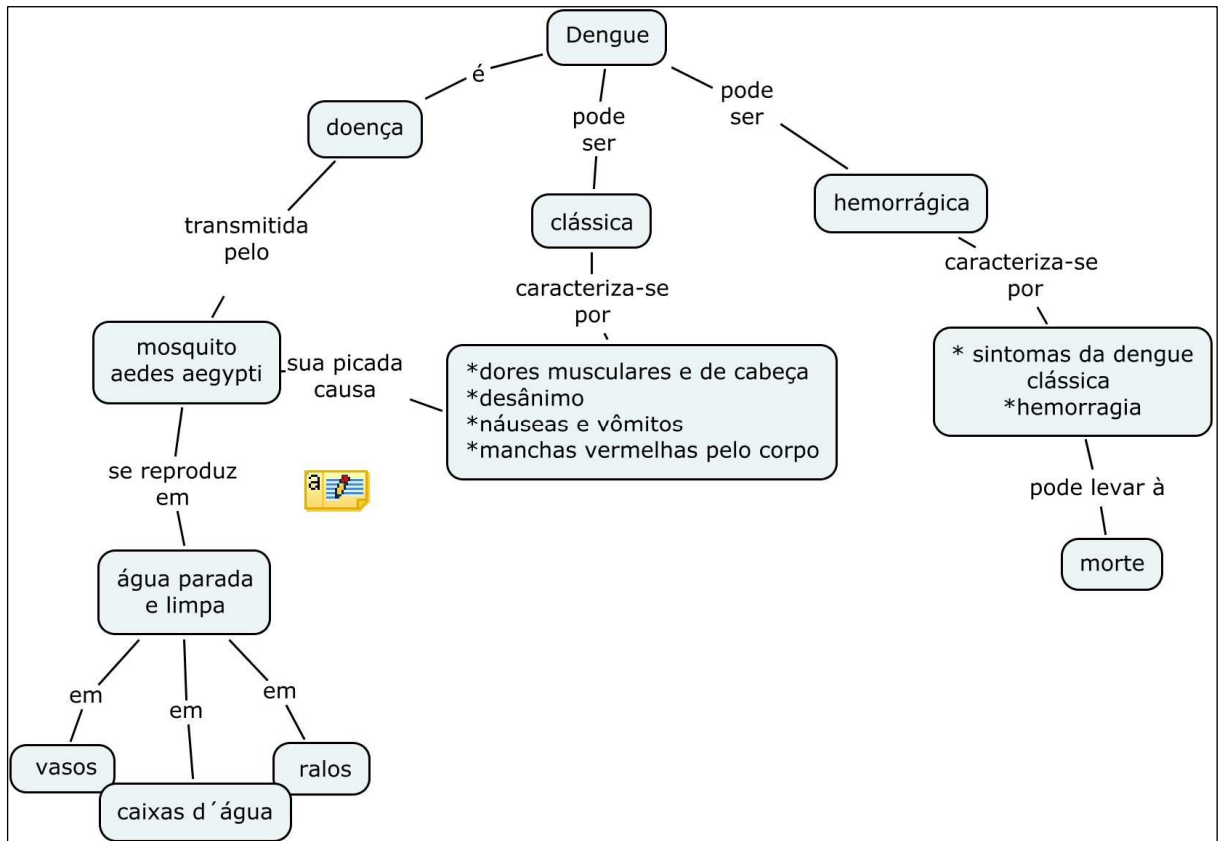 Dengue
é
doença
transmitida
pelo
mosquito
aedes aegypti
sua picada
causa
se reproduz
em
água parada
e limpa
em
em
em
vasos
caixas d´água
ralos
pode
ser
clássica
caracteriza-se
por
*dores musculares e de cabeça
*desânimo
*náuseas e vômitos
*manchas vermelhas pelo corpo
pode
ser
hemorrágica
caracteriza-se
por
* sintomas da dengue
clássica
*hemorragia
pode levar à
morte
a